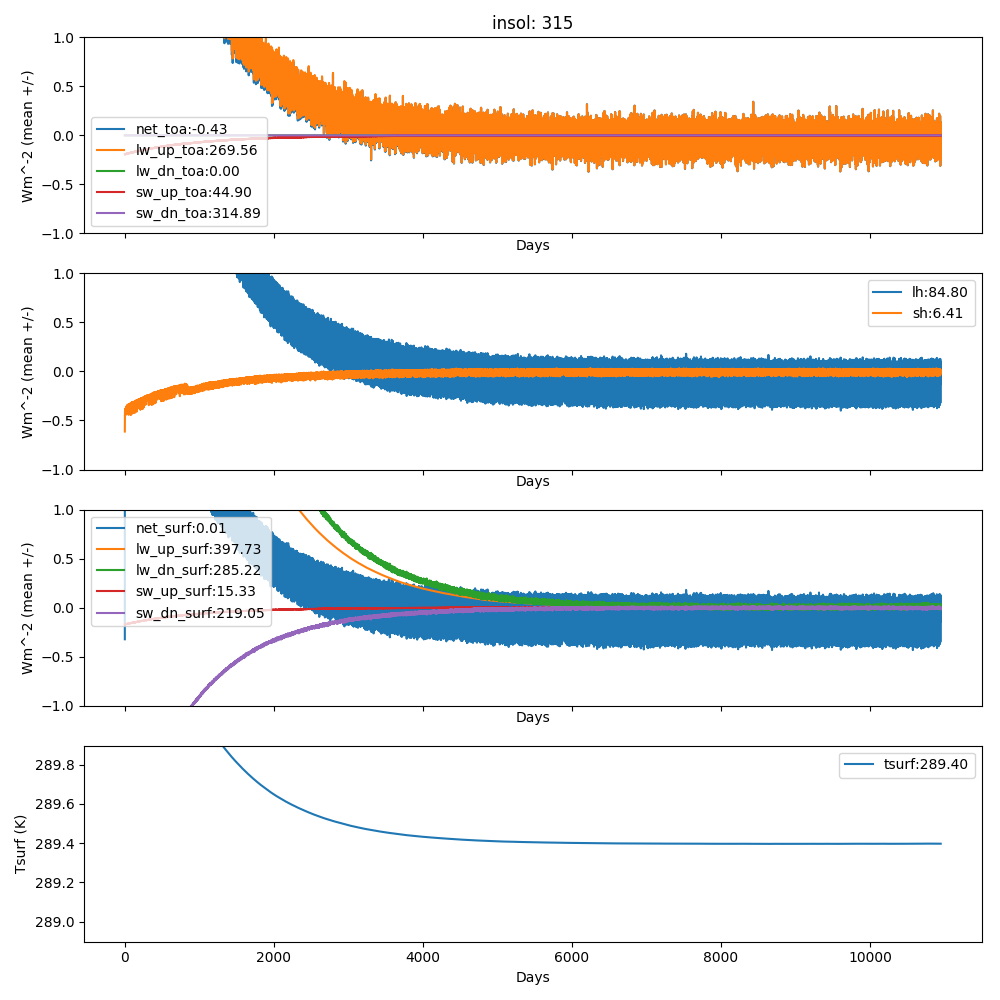 insol: 315
1.0
0.5
0.0
−0.5
−1.0
Wm^-2 (mean +/-)
net_toa:-0.43
lw_up_toa:269.56
lw_dn_toa:0.00
sw_up_toa:44.90
sw_dn_toa:314.89
Days
1.0
0.5
0.0
−0.5
−1.0
Wm^-2 (mean +/-)
lh:84.80
sh:6.41
Days
1.0
0.5
0.0
−0.5
−1.0
Wm^-2 (mean +/-)
net_surf:0.01
lw_up_surf:397.73
lw_dn_surf:285.22
sw_up_surf:15.33
sw_dn_surf:219.05
Days
289.8
289.6
289.4
289.2
289.0
Tsurf (K)
tsurf:289.40
0 2000 4000 6000 8000 10000
Days